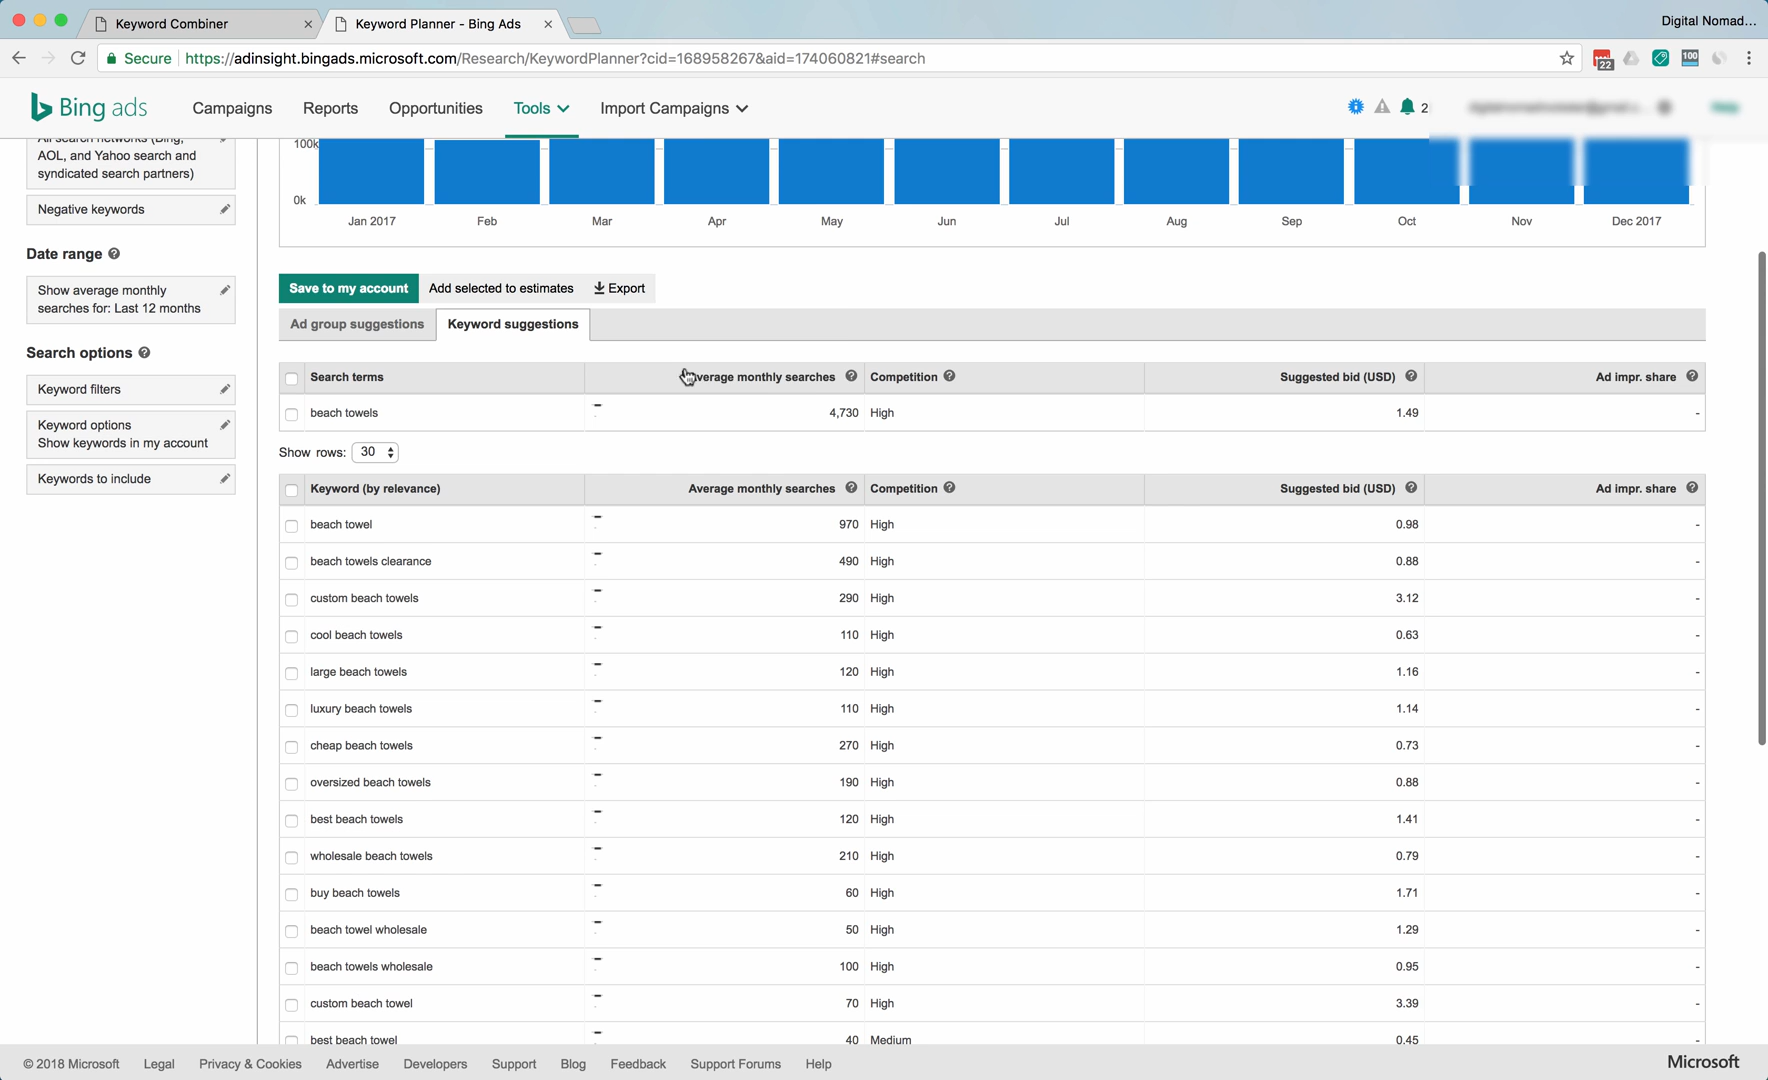 Keyword Combiner
Keyword Planner - Bing Ads
Digital Nomad...
Secure
https://adinsight.bingads.microsoft.com/Research/KeywordPlanner?cid=168958267&aid=174060821#search
22
100
Bing ads
Campaigns
Reports
Opportunities
Tools
Import Campaigns
2
All search networks (Bing,
AOL, and Yahoo search and
syndicated search partners)
Negative keywords
Date range
Show average monthly
searches for: Last 12 months
Search options
Keyword filters
Keyword options
Show keywords in my account
Keywords to include
100k
0k
Jan 2017 Feb Mar Apr May Jun Jul Aug Sep Oct Nov Dec 2017
Save to my account Add selected to estimates Export
Ad group suggestions Keyword suggestions
Search terms Average monthly searches Competition Suggested bid (USD) Ad impr. share
beach towels 4,730 High 1.49 -
Show rows: 30
Keyword (by relevance) Average monthly searches Competition Suggested bid (USD) Ad impr. share
beach towel 970 High 0.98 -
beach towels clearance 490 High 0.88 -
custom beach towels 290 High 3.12 -
cool beach towels 110 High 0.63 -
large beach towels 120 High 1.16 -
luxury beach towels 110 High 1.14 -
cheap beach towels 270 High 0.73 -
oversized beach towels 190 High 0.88 -
best beach towels 120 High 1.41 -
wholesale beach towels 210 High 0.79 -
buy beach towels 60 High 1.71 -
beach towel wholesale 50 High 1.29 -
beach towels wholesale 100 High 0.95 -
custom beach towel 70 High 3.39 -
best beach towel 40 Medium 0.45 -
© 2018 Microsoft Legal Privacy & Cookies Advertise Developers Support Blog Feedback Support Forums Help
Microsoft